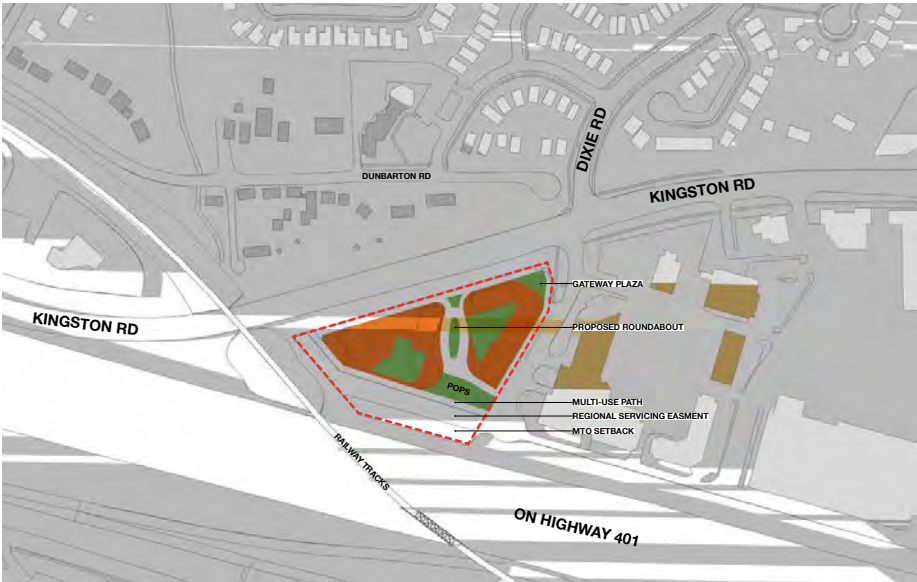 DIXIE RD
DUNBARTON RD
KINGSTON RD
GATEWAY PLAZA
KINGSTON RD
PROPOSED ROUNDABOUT
POPS
MULTI-USE PATH
REGIONAL SERVICING EASMENT
MTO SETBACK
RAILWAY TRACKS
ON HIGHWAY 401